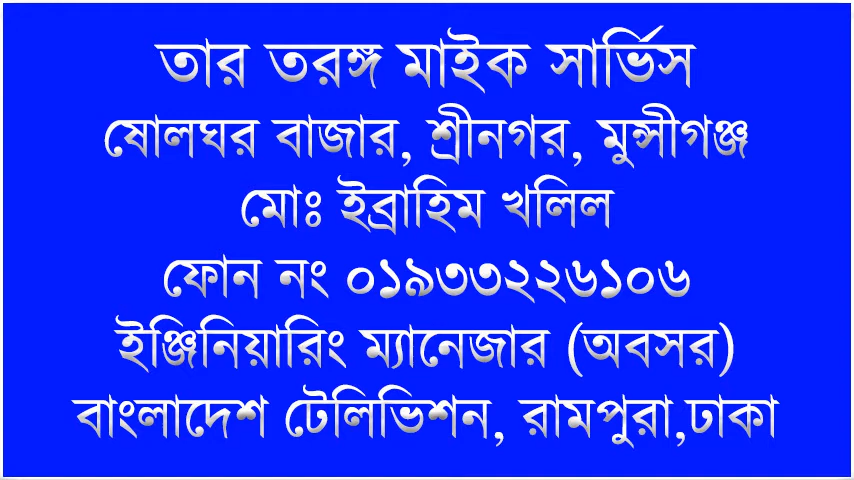 তার তরঙ্গ মাইক সার্ভিস
ষোলঘর বাজার, শ্রীনগর, মুন্সীগঞ্জ
মোঃ ইব্রাহিম খলিল
ফোন নং ০১৯৩৩২২৬১০৬
ইঞ্জিনিয়ারিং ম্যানেজার (অবসর)
বাংলাদেশ টেলিভিশন, রামপুরা,ঢাকা